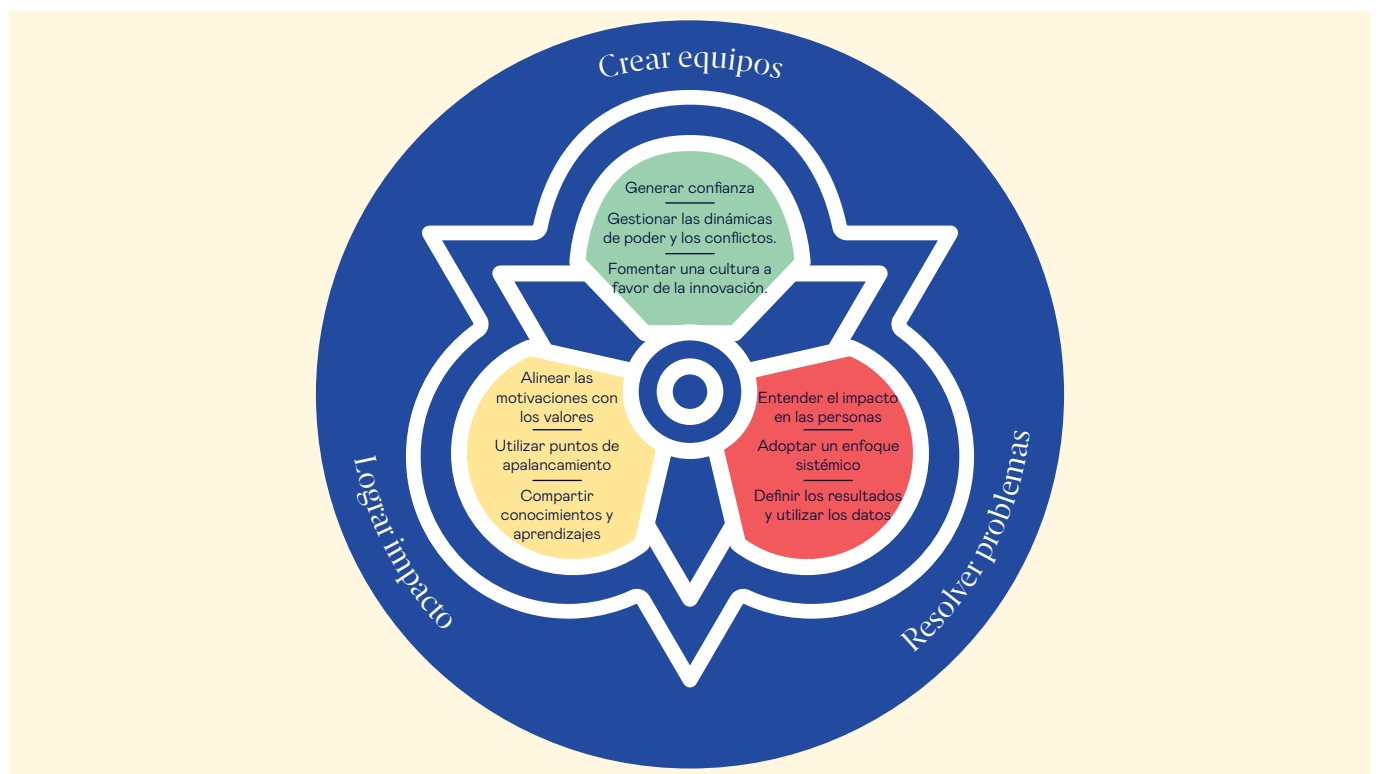 Crear equipos
Generar confianza
Gestionar las dinámicas
de poder y los conflictos.
Fomentar una cultura a
favor de la innovación.
Alinear las
motivaciones con
los valores
Utilizar puntos de
apalancamiento
Compartir
conocimientos y
aprendizajes
Entender el impacto
en las personas
Adoptar un enfoque
sistémico
Definir los resultados
y utilizar los datos
Lograr impacto
Resolver problemas